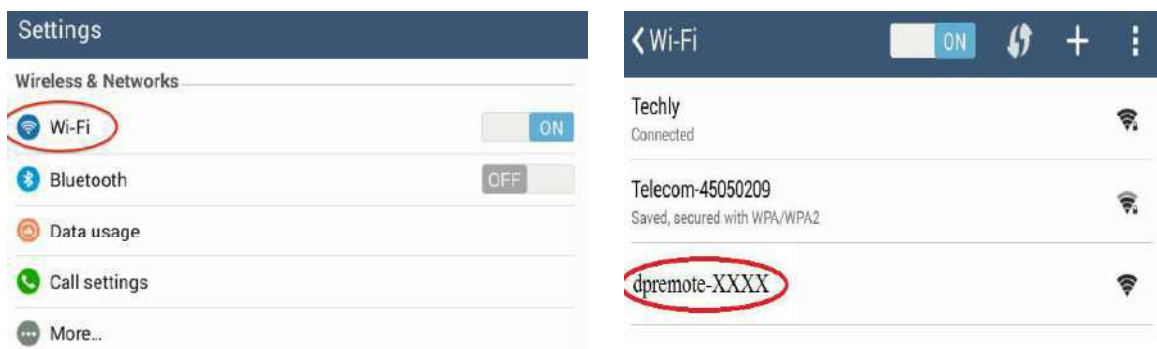 Settings
Wireless & Networks
Wi-Fi ON
Bluetooth OFF
Data usage
Call settings
More...
Wi-Fi ON
Techly
Connected
Telecom-45050209
Saved, secured with WPA/WPA2
dpremote-XXXX